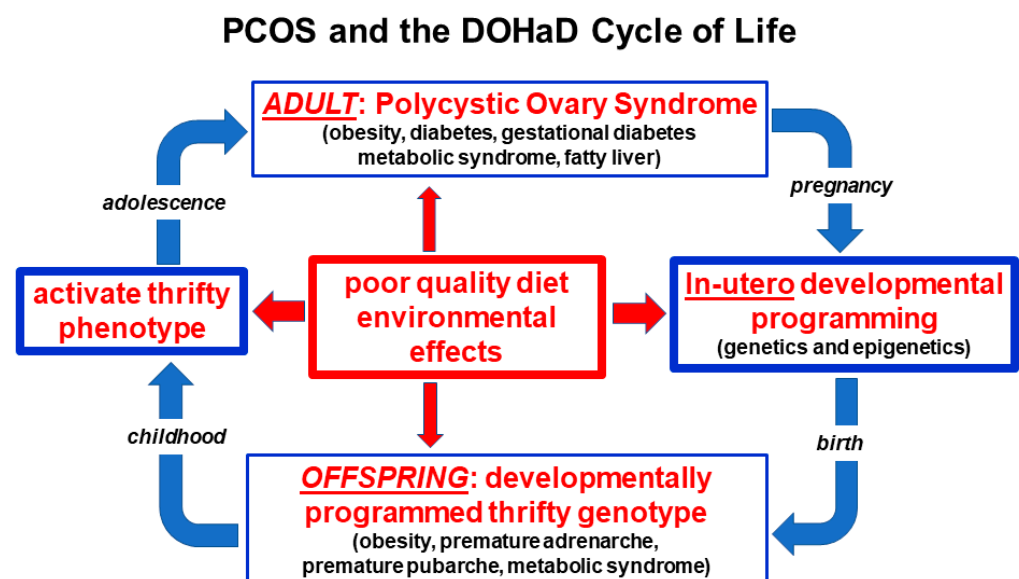 PCOS and the DOHaD Cycle of Life
ADULT: Polycystic Ovary Syndrome
(obesity, diabetes, gestational diabetes
metabolic syndrome, fatty liver)
adolescence
pregnancy
activate thrifty
phenotype
poor quality diet
environmental
effects
In-utero developmental
programming
(genetics and epigenetics)
childhood
birth
OFFSPRING: developmentally
programmed thrifty genotype
(obesity, premature adrenarche,
premature pubarche, metabolic syndrome)